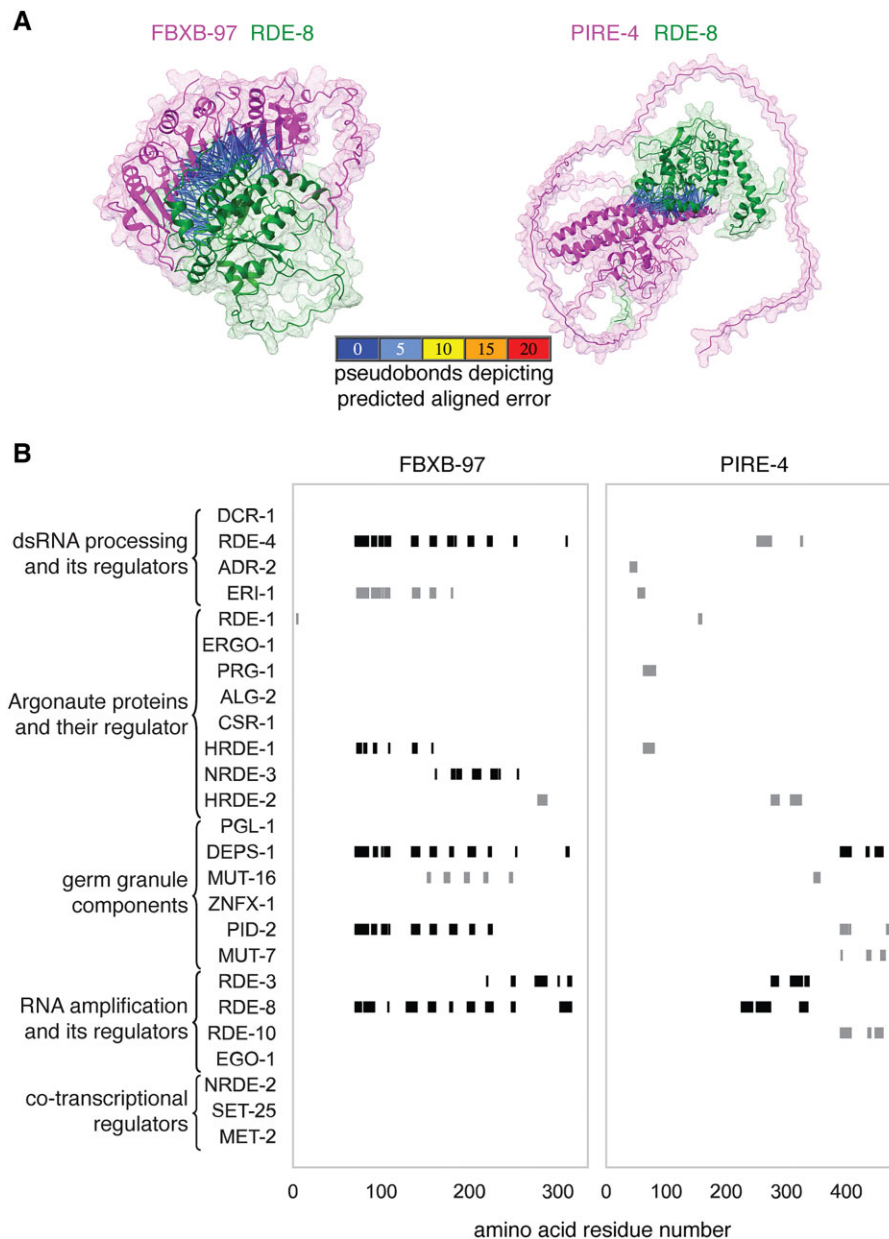 A
FBXB-97 RDE-8
PIRE-4 RDE-8
0 5 10 15 20
pseudobonds depicting
predicted aligned error
B
FBXB-97
PIRE-4
dsRNA processing
and its regulators
DCR-1
RDE-4
ADR-2
ERI-1
Argonaute proteins
and their regulator
RDE-1
ERGO-1
PRG-1
ALG-2
CSR-1
HRDE-1
NRDE-3
HRDE-2
germ granule
components
PGL-1
DEPS-1
MUT-16
ZNFX-1
PID-2
MUT-7
RNA amplification
and its regulators
RDE-3
RDE-8
RDE-10
EGO-1
co-transcriptional
regulators
NRDE-2
SET-25
MET-2
0 100 200 300
0 100 200 300 400
amino acid residue number